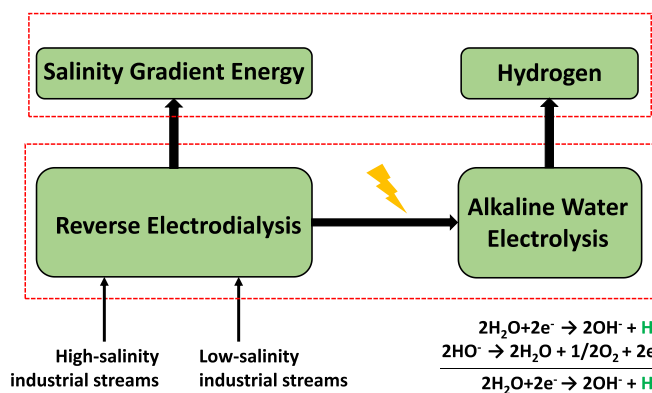 Salinity Gradient Energy
Hydrogen
Reverse Electrodialysis
Alkaline Water
Electrolysis
High-salinity
industrial streams
Low-salinity
industrial streams
2H₂O+2e⁻ → 2OH⁻ + H
2HO⁻ → 2H₂O + 1/2O₂ + 2e
2H₂O+2e⁻ → 2OH⁻ + H